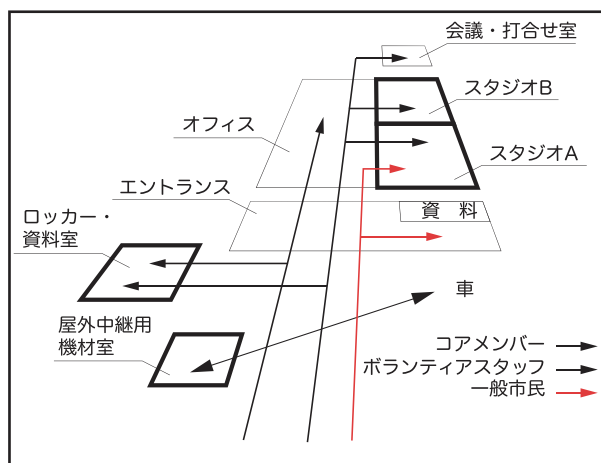 会議・打合せ室
スタジオB
オフィス
スタジオA
エントランス
資　料
ロッカー・
資料室
車
屋外中継用
機材室
コアメンバー
ボランティアスタッフ
一般市民